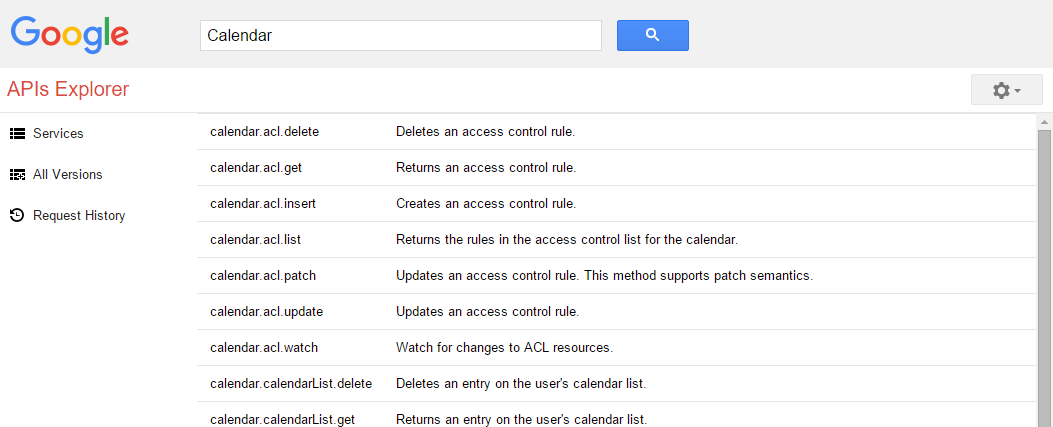 Google
Calendar
APIs Explorer
Services
All Versions
Request History
calendar.acl.delete Deletes an access control rule.
calendar.acl.get Returns an access control rule.
calendar.acl.insert Creates an access control rule.
calendar.acl.list Returns the rules in the access control list for the calendar.
calendar.acl.patch Updates an access control rule. This method supports patch semantics.
calendar.acl.update Updates an access control rule.
calendar.acl.watch Watch for changes to ACL resources.
calendar.calendarList.delete Deletes an entry on the user's calendar list.
calendar.calendarList.get Returns an entry on the user's calendar list.